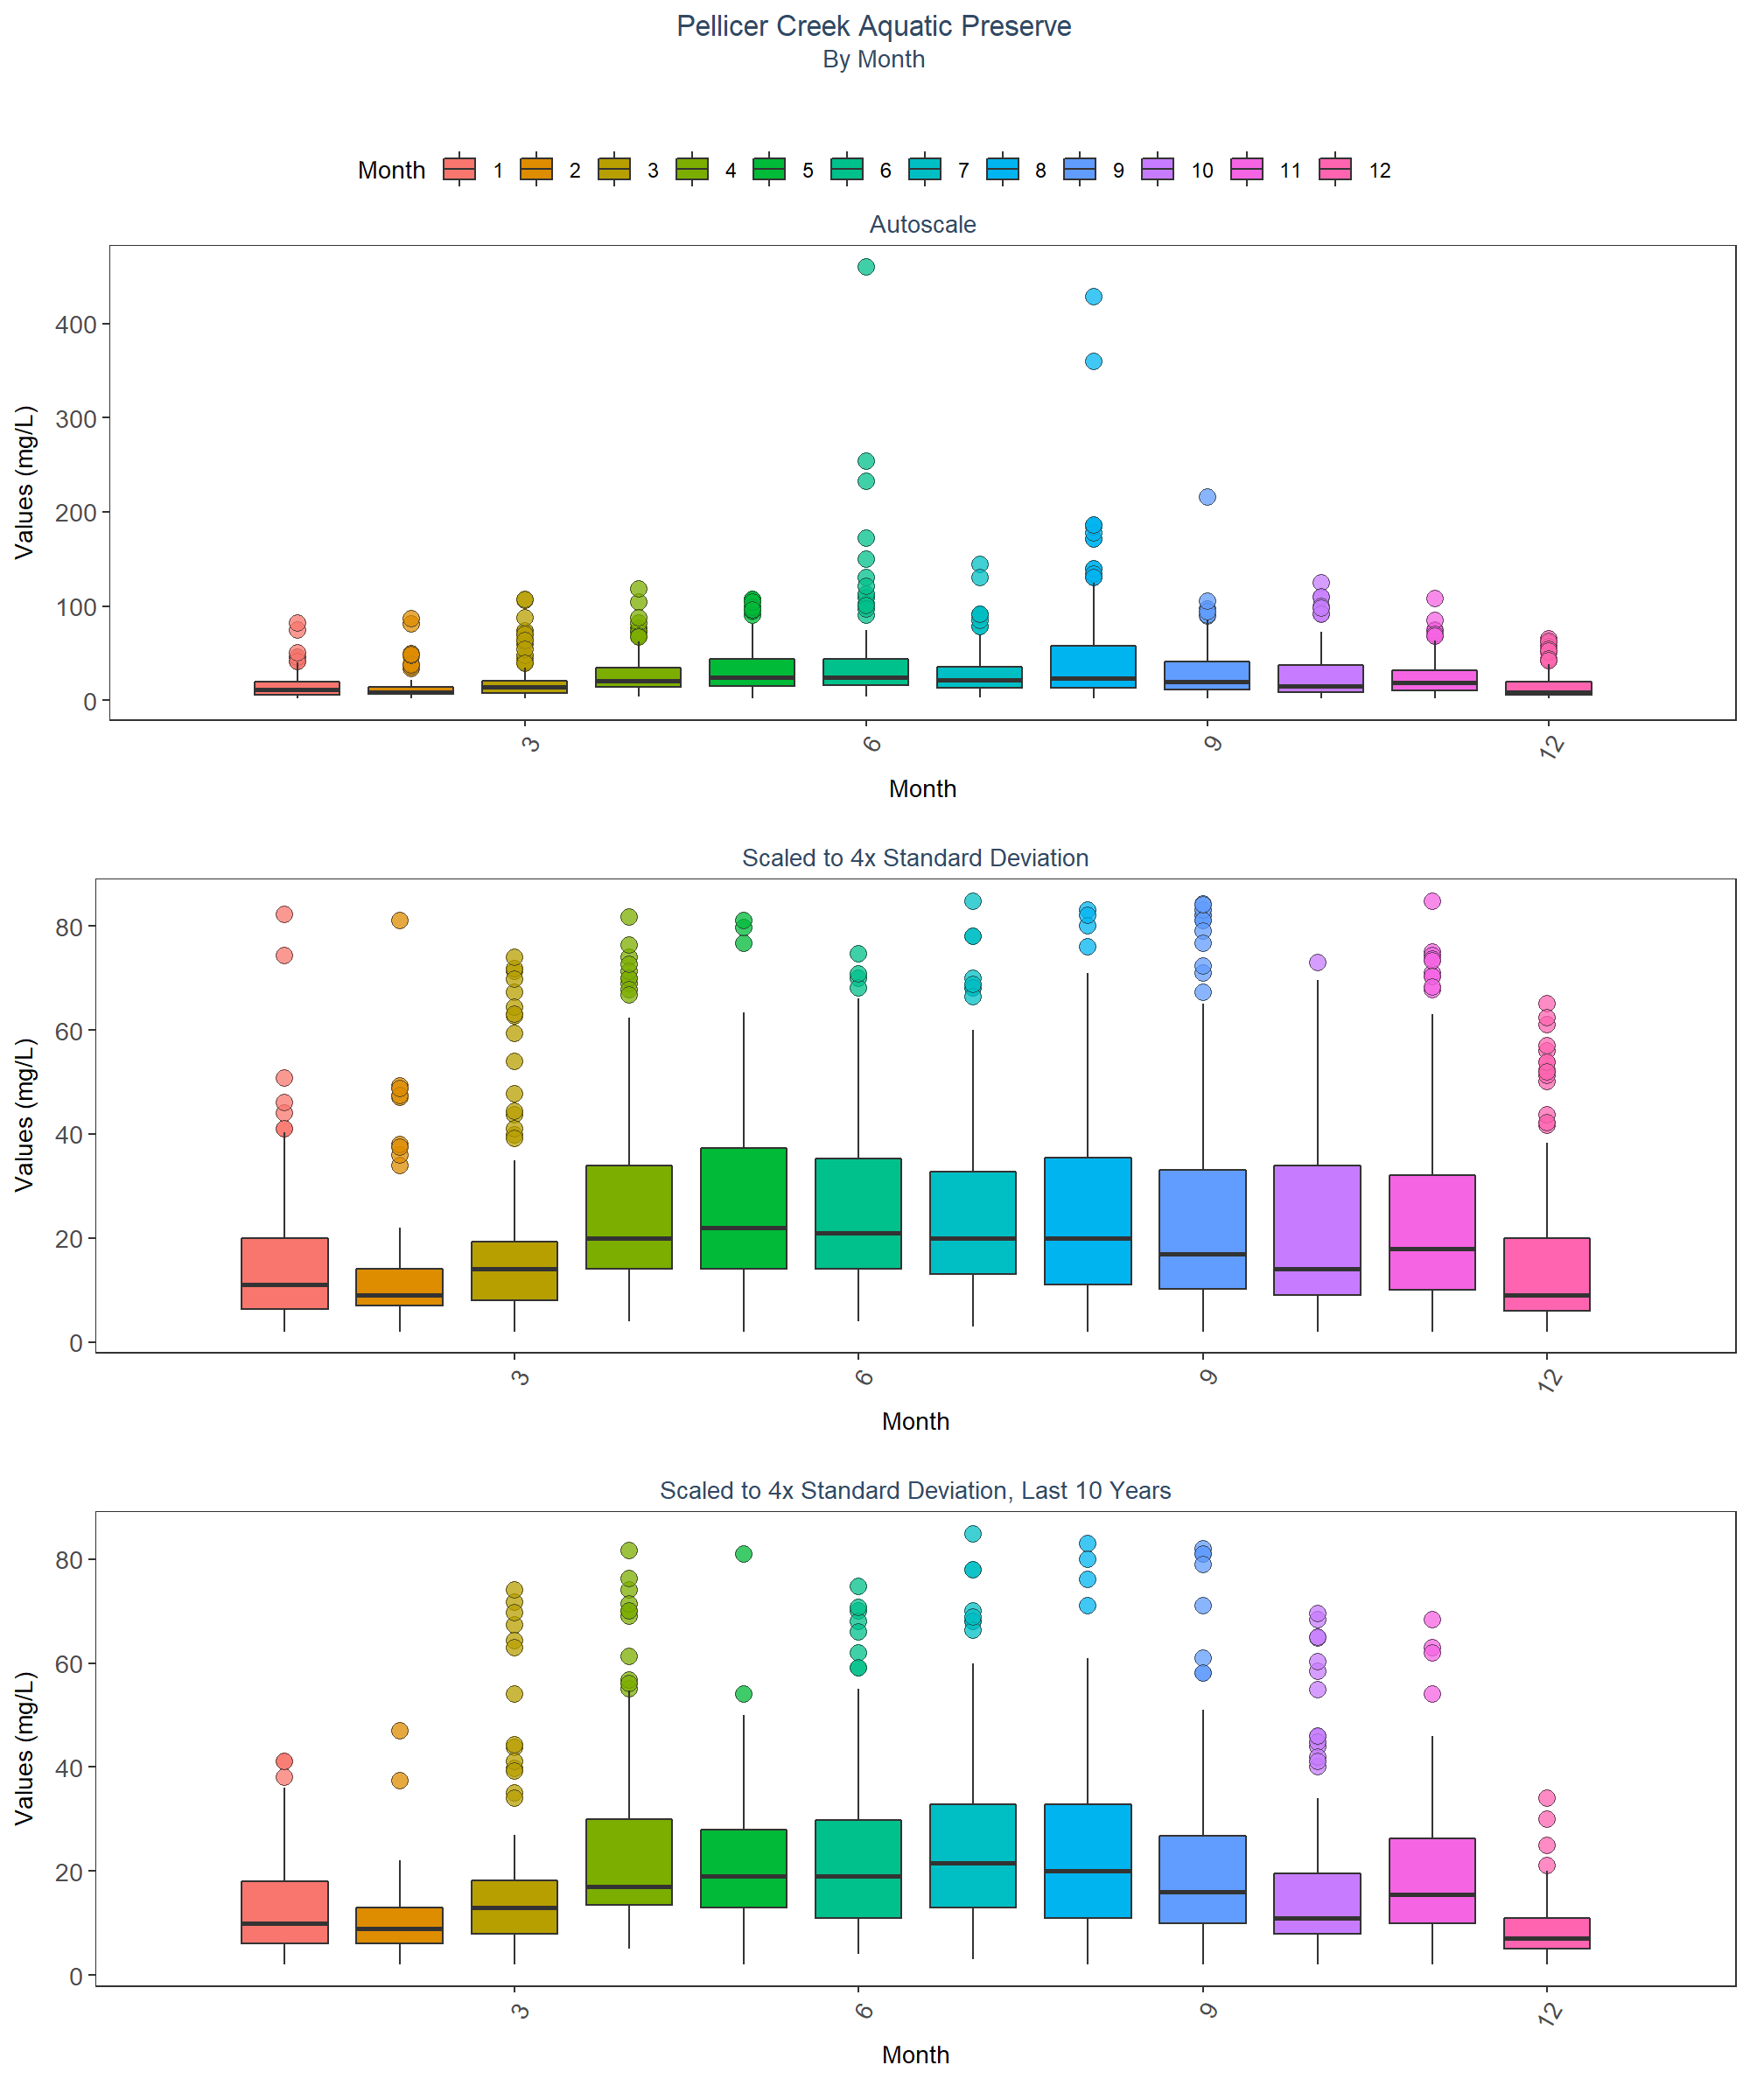 Pellicer Creek Aquatic Preserve
By Month
Month 1 2 3 4 5 6 7 8 9 10 11 12
Autoscale
Values (mg/L)
400
300
200
100
0
3 6 9 12
Month
Scaled to 4x Standard Deviation
Values (mg/L)
80
60
40
20
0
3 6 9 12
Month
Scaled to 4x Standard Deviation, Last 10 Years
Values (mg/L)
80
60
40
20
0
3 6 9 12
Month